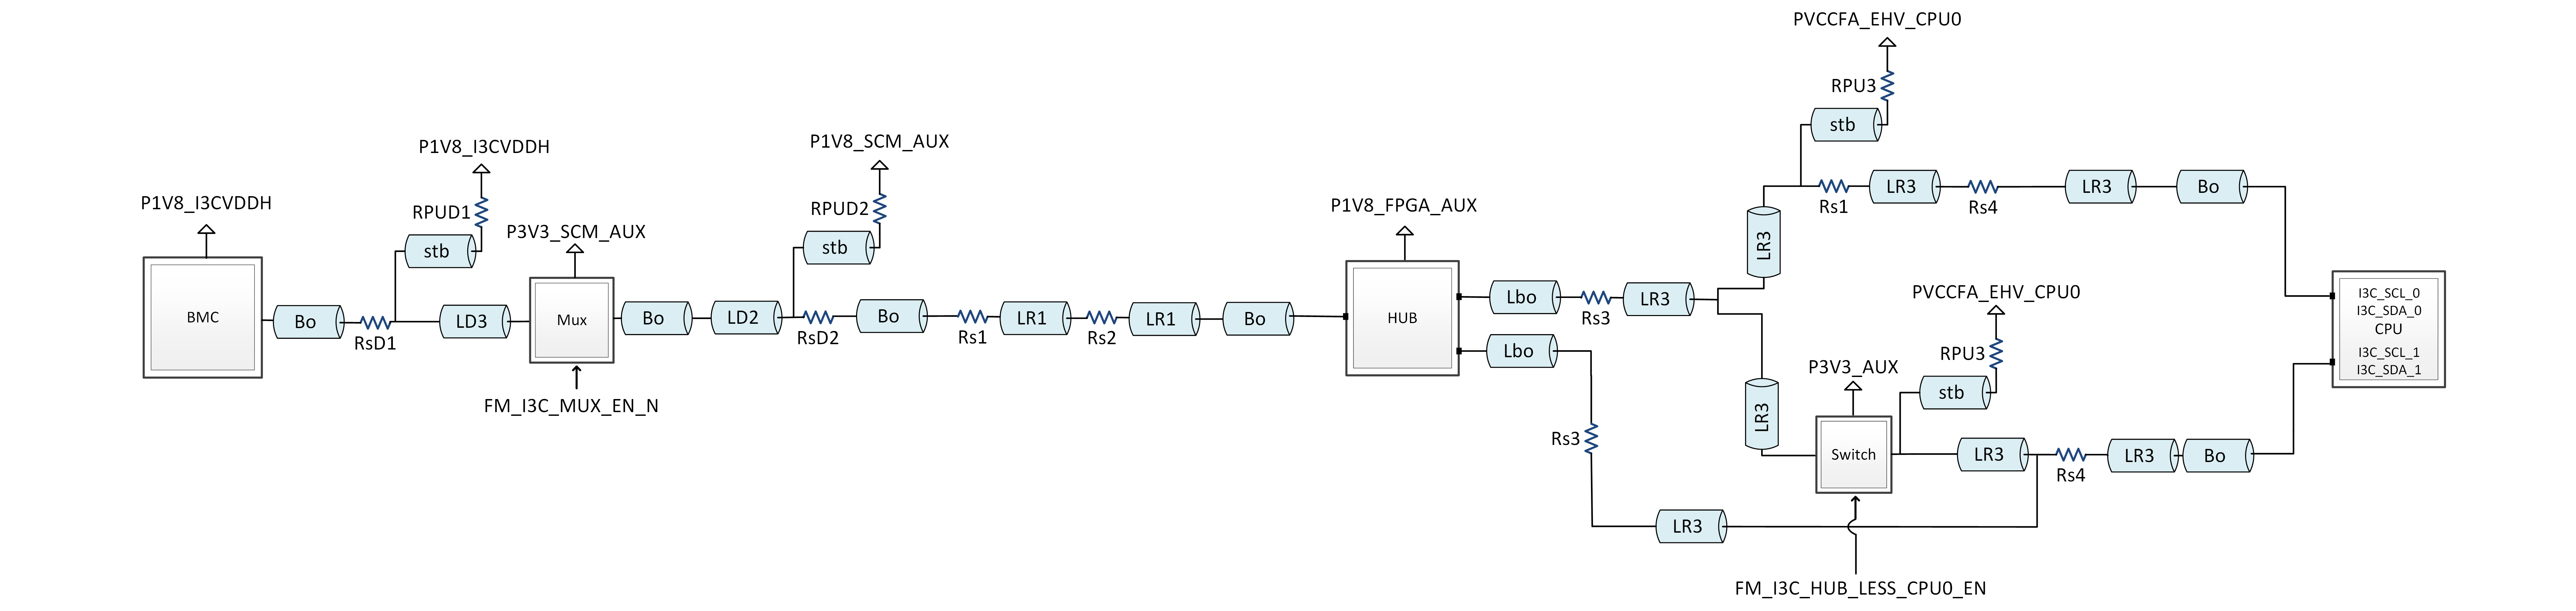 PVCCFA_EHV_CPU0
RPU3
stb
P1V8_I3CVDDH
P1V8_SCM_AUX
RPUD1
stb
RPUD2
stb
P1V8_I3CVDDH
P3V3_SCM_AUX
P1V8_FPGA_AUX
LR3
Rs1
LR3
Rs4
LR3
Bo
BMC
Bo
RsD1
LD3
Mux
Bo
LD2
RsD2
Bo
Rs1
LR1
Rs2
LR1
Bo
HUB
Lbo
Rs3
LR3
Lbo
FM_I3C_MUX_EN_N
PVCCFA_EHV_CPU0
RPU3
stb
P3V3_AUX
LR3
Rs3
Switch
LR3
Rs4
LR3
Bo
LR3
FM_I3C_HUB_LESS_CPU0_EN
I3C_SCL_0
I3C_SDA_0
CPU
I3C_SCL_1
I3C_SDA_1